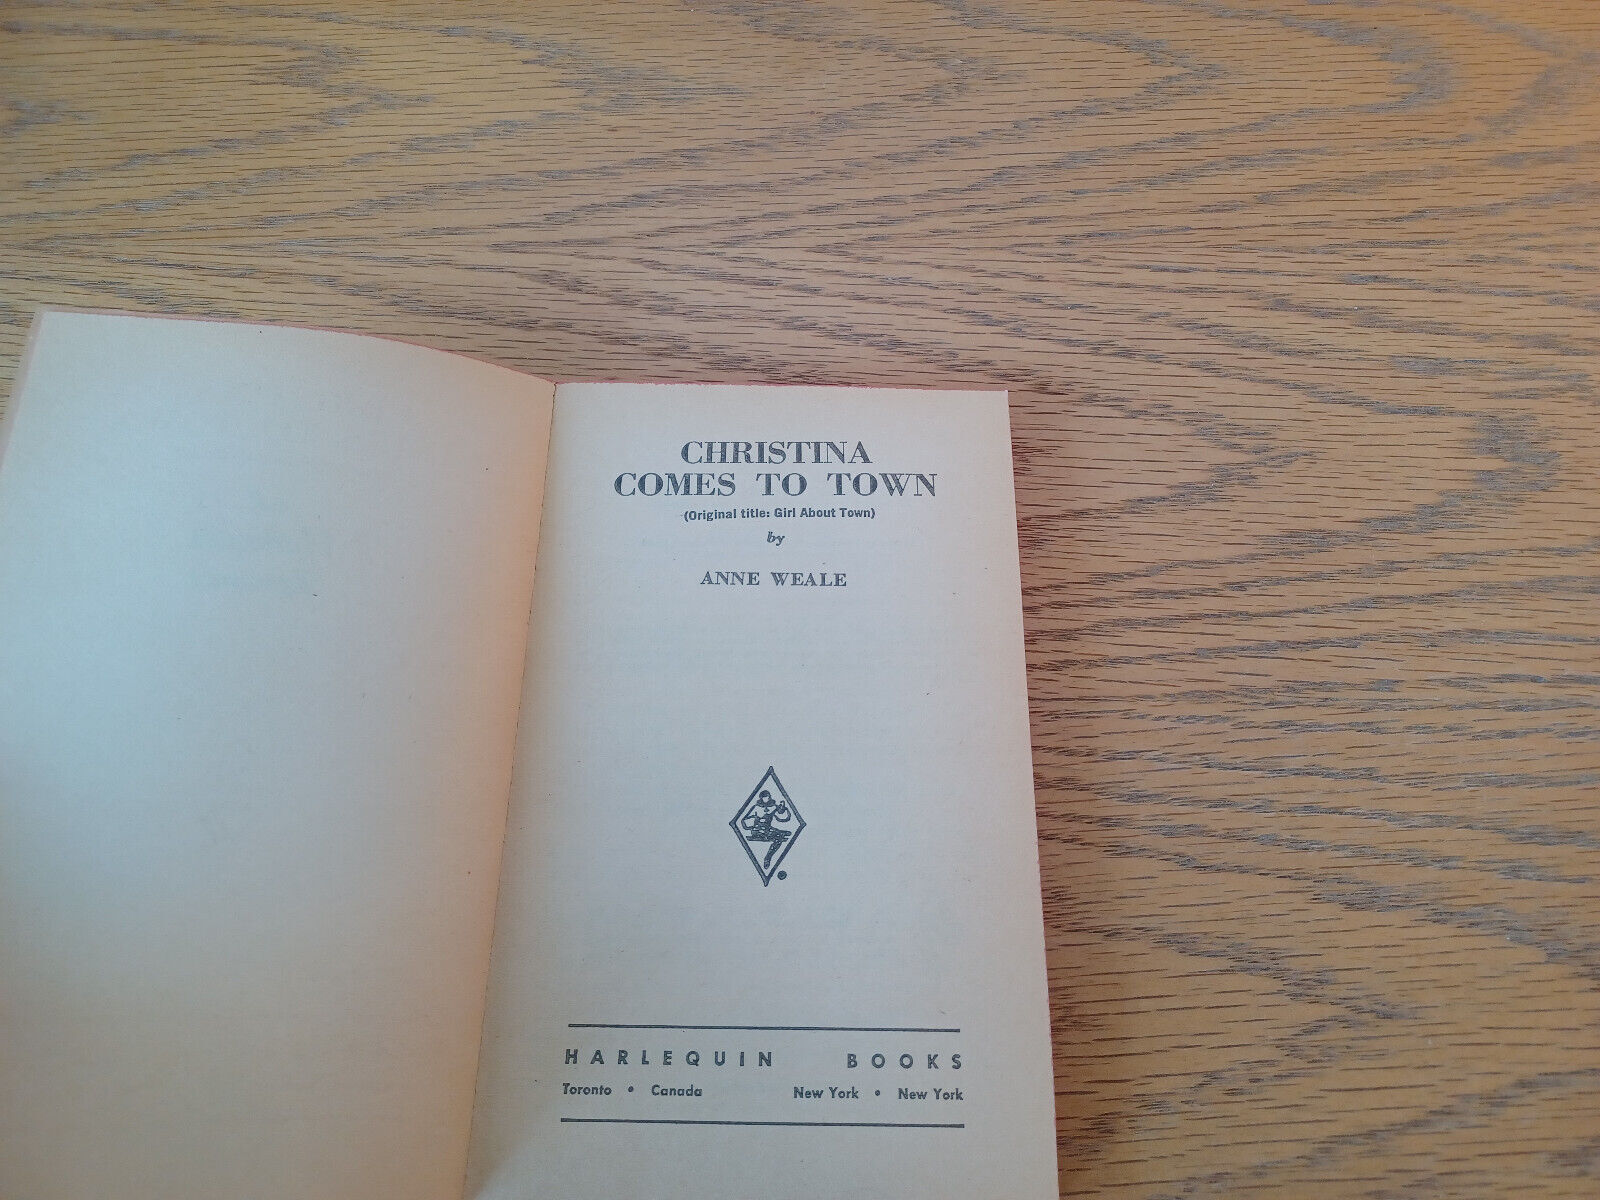 CHRISTINA
COMES TO TOWN
(Original title: Girl About Town)
by
ANNE WEALE
HARLEQUIN BOOKS
Toronto • Canada New York • New York